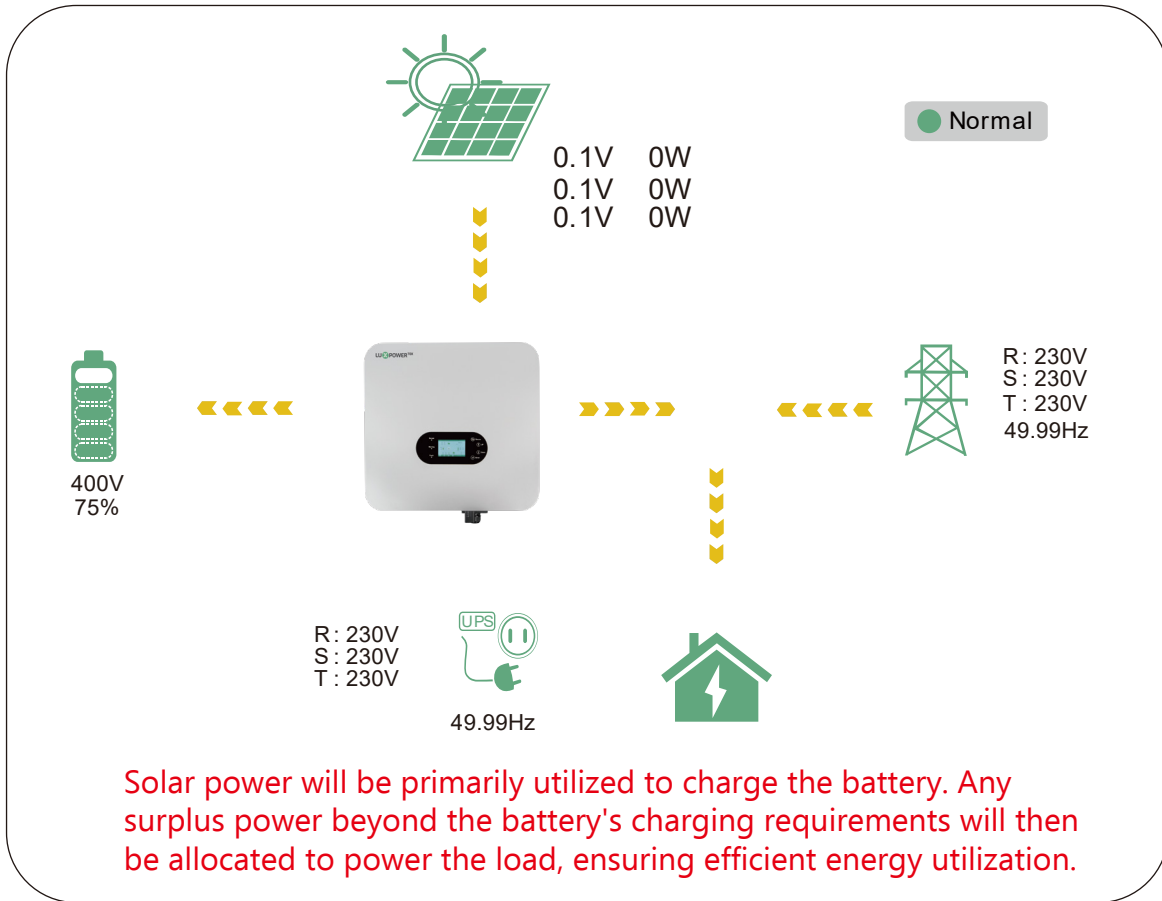 Normal
0.1V 0W
0.1V 0W
0.1V 0W
LUXPOWER™
R: 230V
S: 230V
T: 230V
49.99Hz
400V
75%
UPS
R: 230V
S: 230V
T: 230V
49.99Hz
Solar power will be primarily utilized to charge the battery. Any
surplus power beyond the battery's charging requirements will then
be allocated to power the load, ensuring efficient energy utilization.